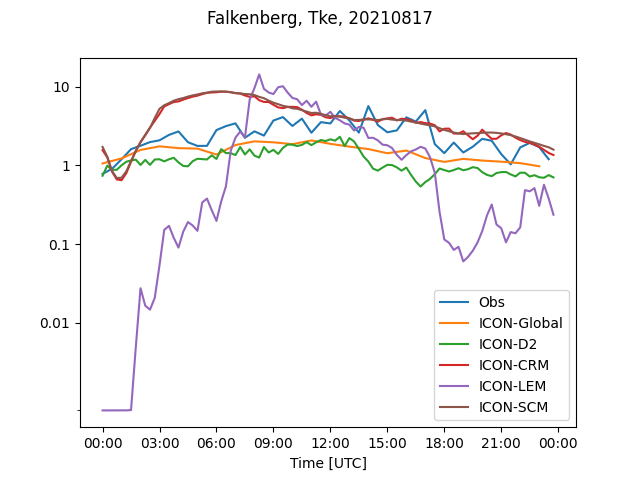 Falkenberg, Tke, 20210817
10
1
0.1
0.01
Obs
ICON-Global
ICON-D2
ICON-CRM
ICON-LEM
ICON-SCM
00:00 03:00 06:00 09:00 12:00 15:00 18:00 21:00 00:00
Time [UTC]